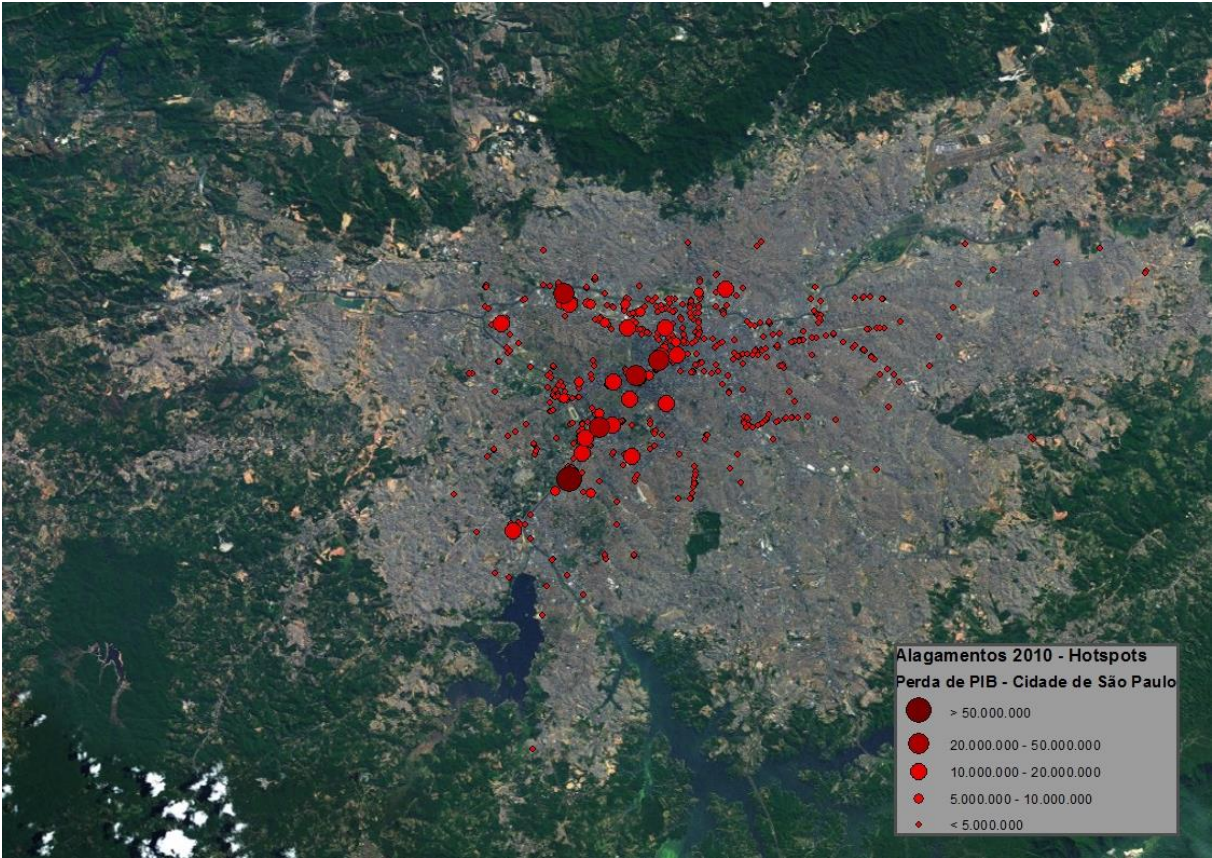 Alagamentos 2010 - Hotspots
Perda de PIB - Cidade de São Paulo
> 50.000.000
20.000.000 - 50.000.000
10.000.000 - 20.000.000
5.000.000 - 10.000.000
< 5.000.000